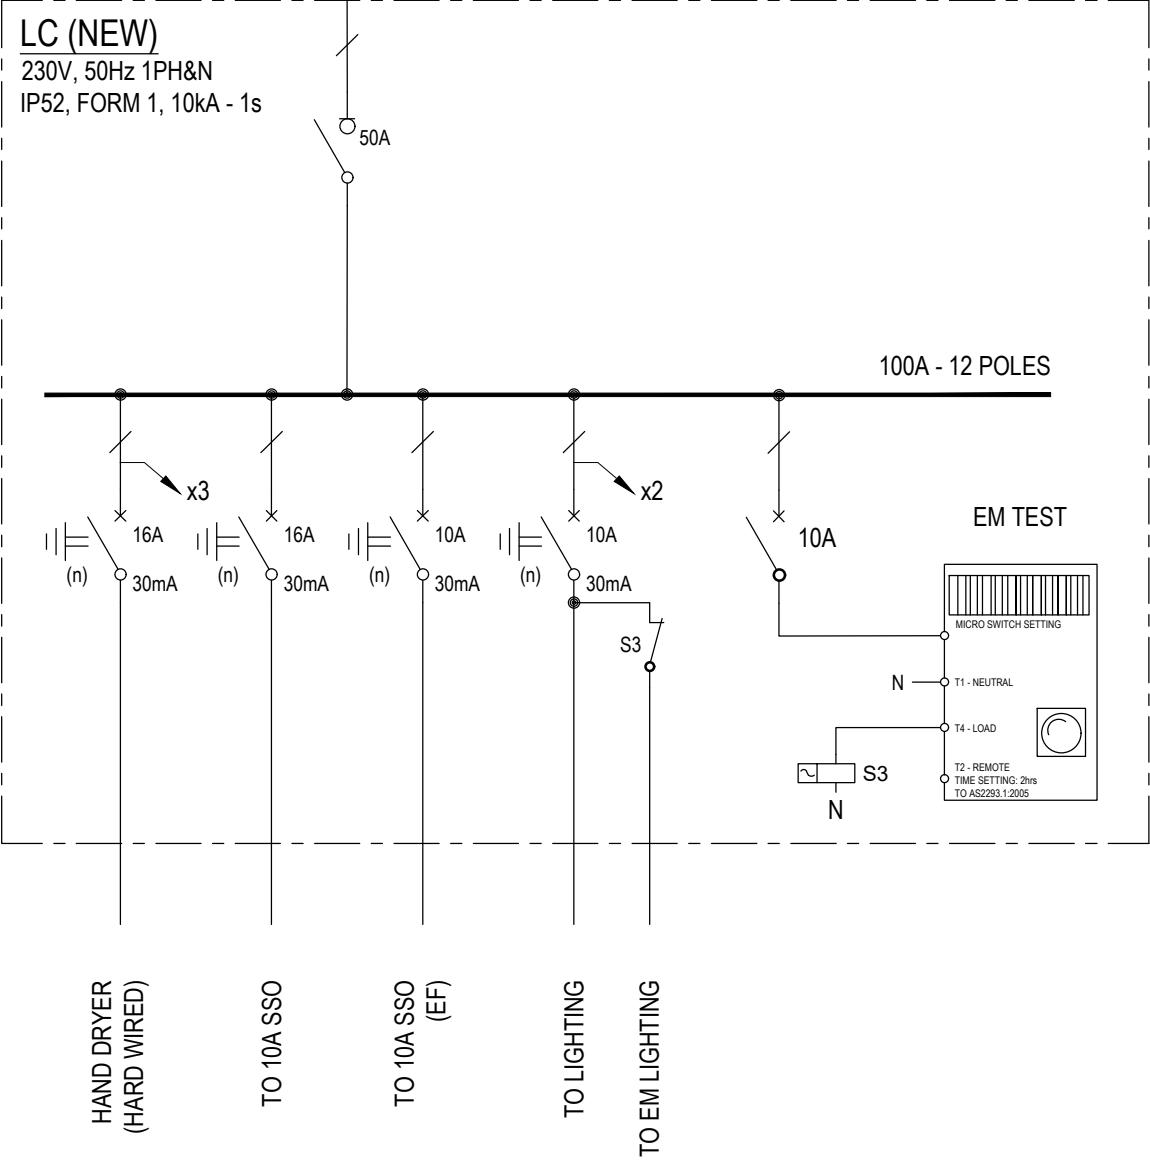 LC (NEW)
230V, 50Hz 1PH&N
IP52, FORM 1, 10kA - 1s
50A
100A - 12 POLES
x3
x2
16A
(n)
30mA
16A
(n)
30mA
10A
(n)
30mA
10A
(n)
30mA
10A
EM TEST
MICRO SWITCH SETTING
S3
N
T1 - NEUTRAL
T4 - LOAD
T2 - REMOTE
TIME SETTING: 2hrs
TO AS2293.1:2005
S3
N
HAND DRYER
(HARD WIRED)
TO 10A SSO
TO 10A SSO
(EF)
TO LIGHTING
TO EM LIGHTING